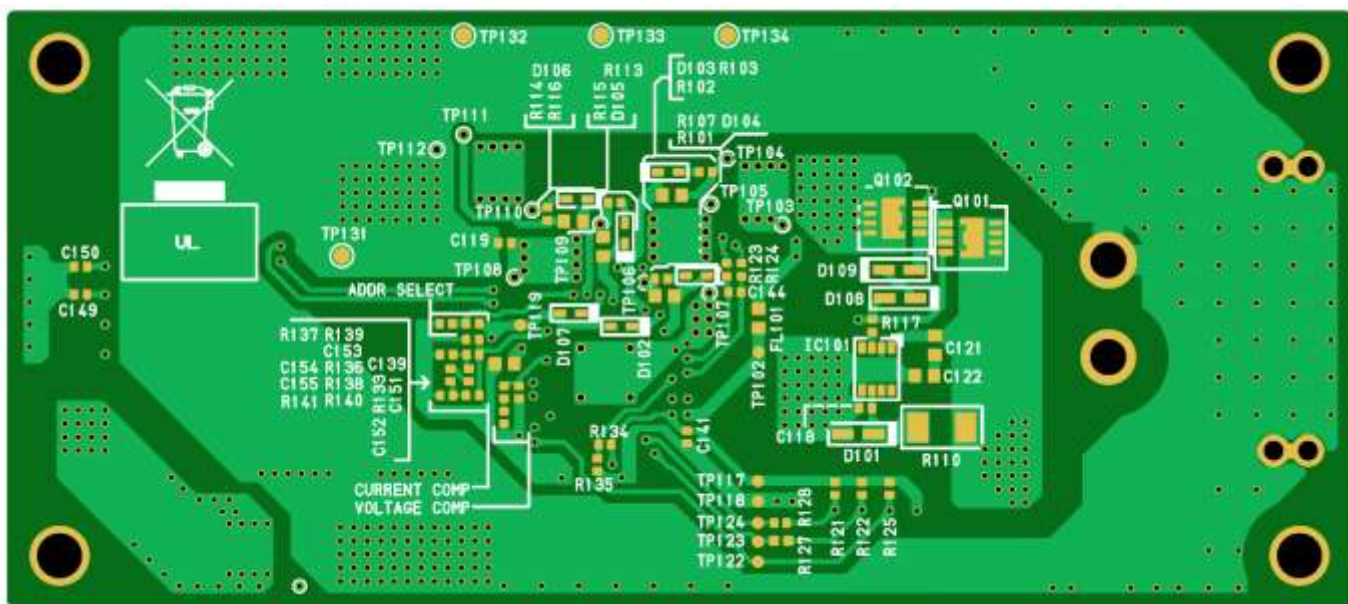 TP132
TP133
TP134
D106
R113
D103 R103
R102
R114
R116
R115
D105
R107 D104
R101
TP111
TP112
TP104
TP105
TP103
Q102
Q101
TP110
UL
TP131
C119
TP109
TP108
TP106
TP107
R123
R124
C144
D109
D108
C150
C149
ADDR SELECT
TP119
D107
D102
FL101
TP102
R117
IC101
C121
C122
R137 R139
C153
C139
C154 R136
C155 R138
R141 R140
R133
C151
C152
R134
R135
C141
C118
D101
R110
CURRENT COMP
VOLTAGE COMP
TP117
TP118
TP124
TP123
TP122
R128
R127
R121
R122
R125